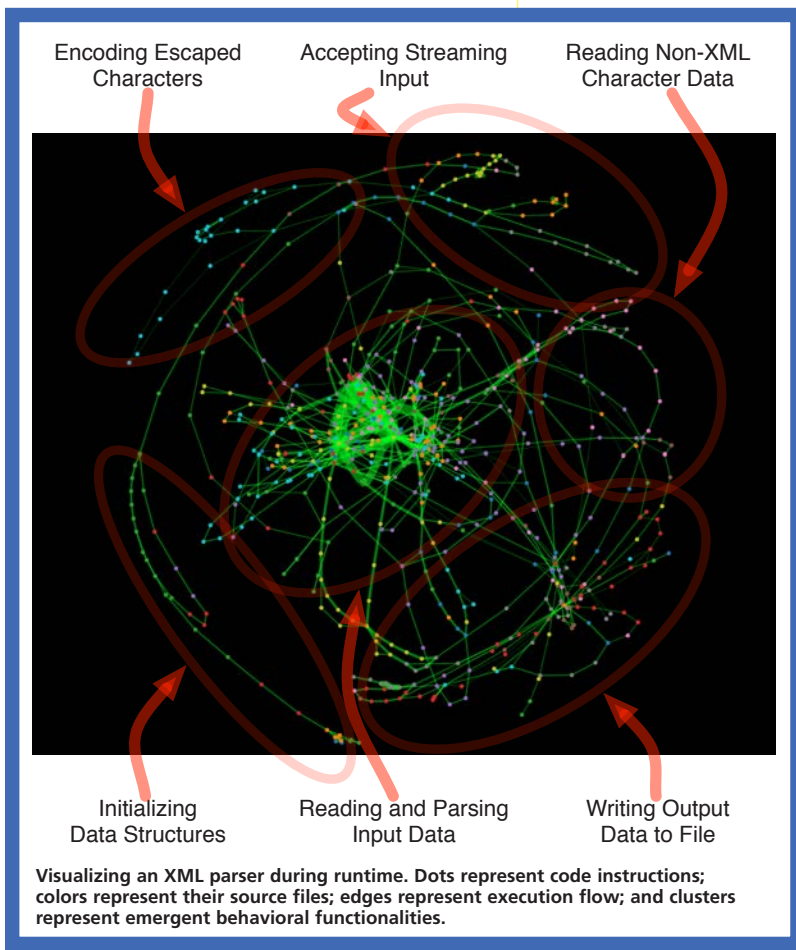 Encoding Escaped
Characters
Accepting Streaming
Input
Reading Non-XML
Character Data
Initializing
Data Structures
Reading and Parsing
Input Data
Writing Output
Data to File
Visualizing an XML parser during runtime. Dots represent code instructions;
colors represent their source files; edges represent execution flow; and clusters
represent emergent behavioral functionalities.